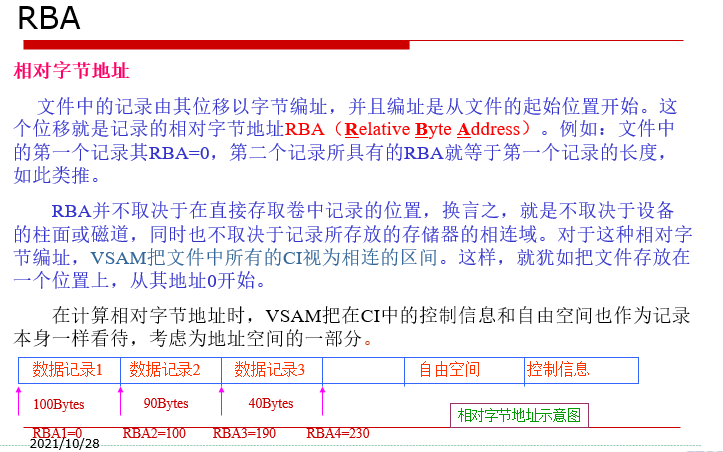 RBA
相对字节地址
文件中的记录由其位移以字节编址，并且编址是从文件的起始位置开始。这
个位移就是记录的相对字节地址RBA（Relative Byte Address）。例如：文件中
的第一个记录其RBA=0，第二个记录所具有的RBA就等于第一个记录的长度，
如此类推。
RBA并不取决于在直接存取卷中记录的位置，换言之，就是不取决于设备
的柱面或磁道，同时也不取决于记录所存放的存储器的相连域。对于这种相对字
节编址，VSAM把文件中所有的CI视为相连的区间。这样，就犹如把文件存放在
一个位置上，从其地址0开始。
在计算相对字节地址时，VSAM把在CI中的控制信息和自由空间也作为记录
本身一样看待，考虑为地址空间的一部分。
数据记录1 数据记录2 数据记录3 自由空间 控制信息
100Bytes 90Bytes 40Bytes
相对字节地址示意图
RBA1=0 RBA2=100 RBA3=190 RBA4=230
2021/10/28